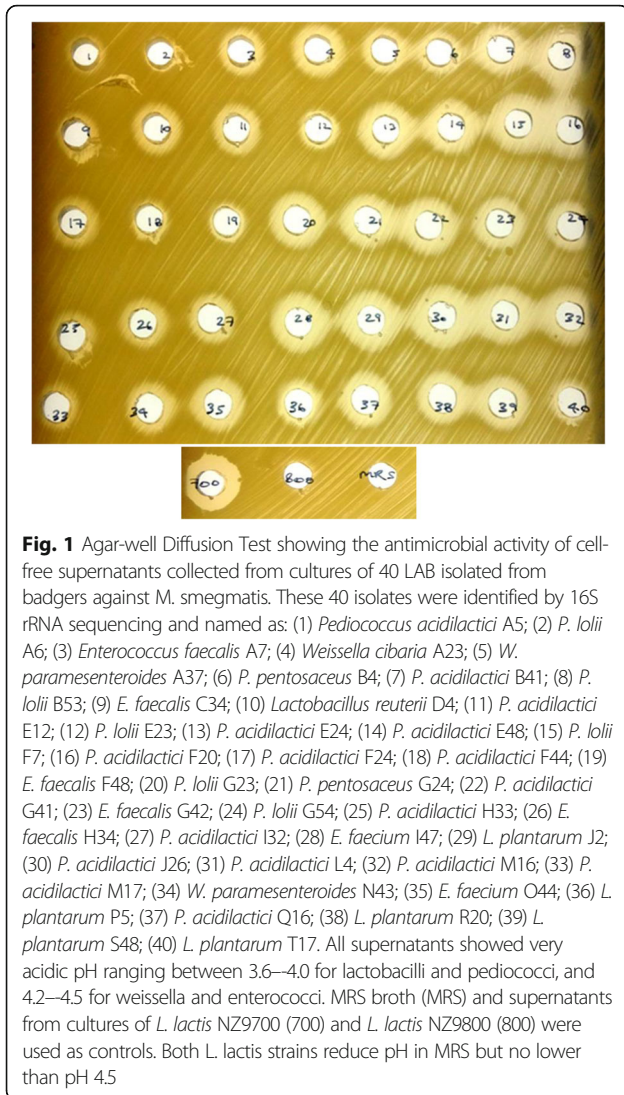 1 2 3 4 5 6 7 8
9 10 11 12 13 14 15 16
17 18 19 20 21 22 23 24
25 26 27 28 29 30 31 32
33 34 35 36 37 38 39 40
700 800 MRS
Fig. 1 Agar-well Diffusion Test showing the antimicrobial activity of cell-
free supernatants collected from cultures of 40 LAB isolated from
badgers against M. smegmatis. These 40 isolates were identified by 16S
rRNA sequencing and named as: (1) Pediococcus acidilactici A5; (2) P. lolii
A6; (3) Enterococcus faecalis A7; (4) Weissella cibaria A23; (5) W.
paramesenteroides A37; (6) P. pentosaceus B4; (7) P. acidilactici B41; (8) P.
lolii B53; (9) E. faecalis C34; (10) Lactobacillus reuterii D4; (11) P. acidilactici
E12; (12) P. lolii E23; (13) P. acidilactici E24; (14) P. acidilactici E48; (15) P. lolii
F7; (16) P. acidilactici F20; (17) P. acidilactici F24; (18) P. acidilactici F44; (19)
E. faecalis F48; (20) P. lolii G23; (21) P. pentosaceus G24; (22) P. acidilactici
G41; (23) E. faecalis G42; (24) P. lolii G54; (25) P. acidilactici H33; (26) E.
faecalis H34; (27) P. acidilactici I32; (28) E. faecium I47; (29) L. plantarum J2;
(30) P. acidilactici J26; (31) P. acidilactici L4; (32) P. acidilactici M16; (33) P.
acidilactici M17; (34) W. paramesenteroides N43; (35) E. faecium O44; (36) L.
plantarum P5; (37) P. acidilactici Q16; (38) L. plantarum R20; (39) L.
plantarum S48; (40) L. plantarum T17. All supernatants showed very
acidic pH ranging between 3.6–-4.0 for lactobacilli and pediococci, and
4.2–-4.5 for weissella and enterococci. MRS broth (MRS) and supernatants
from cultures of L. lactis NZ9700 (700) and L. lactis NZ9800 (800) were
used as controls. Both L. lactis strains reduce pH in MRS but no lower
than pH 4.5